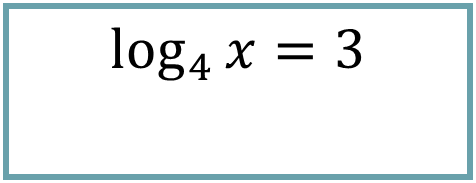 log₄ x = 3